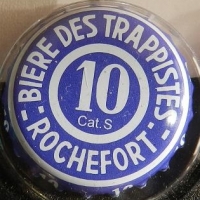 BIERE DES TRAPPISTES
10
Cat.S
- ROCHEFORT -